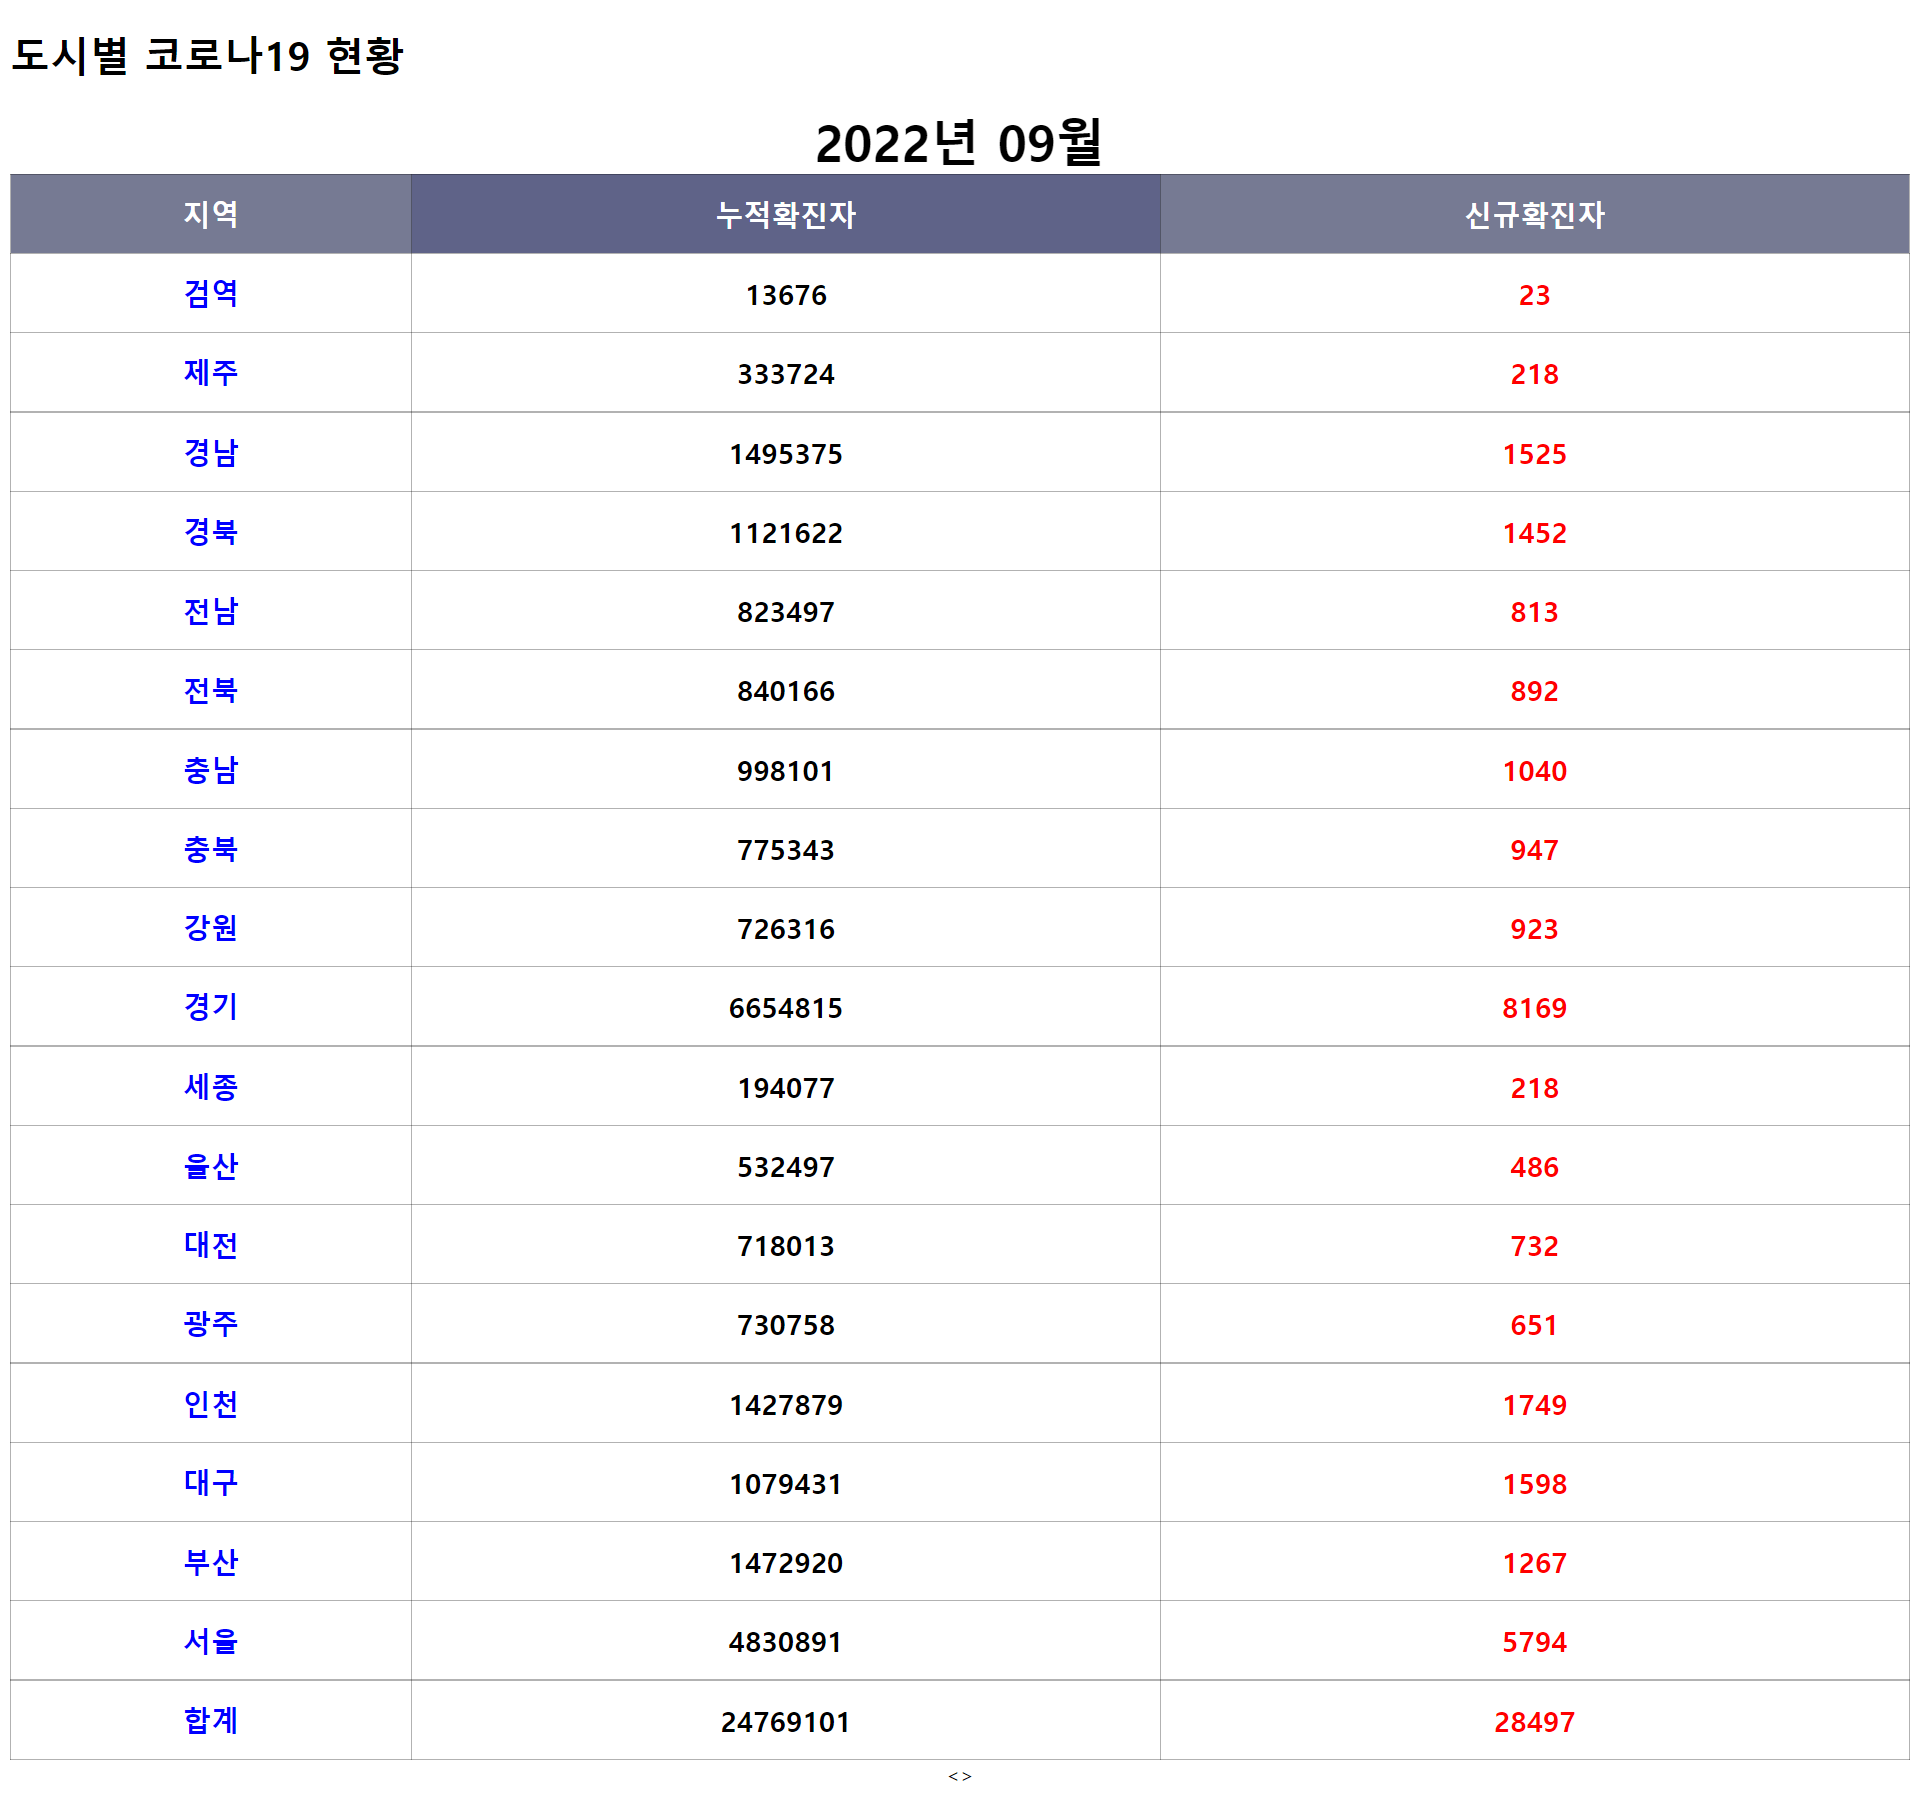 도시별 코로나19 현황
2022년 09월
지역 누적확진자 신규확진자
검역 13676 23
제주 333724 218
경남 1495375 1525
경북 1121622 1452
전남 823497 813
전북 840166 892
충남 998101 1040
충북 775343 947
강원 726316 923
경기 6654815 8169
세종 194077 218
울산 532497 486
대전 718013 732
광주 730758 651
인천 1427879 1749
대구 1079431 1598
부산 1472920 1267
서울 4830891 5794
합계 24769101 28497
< >